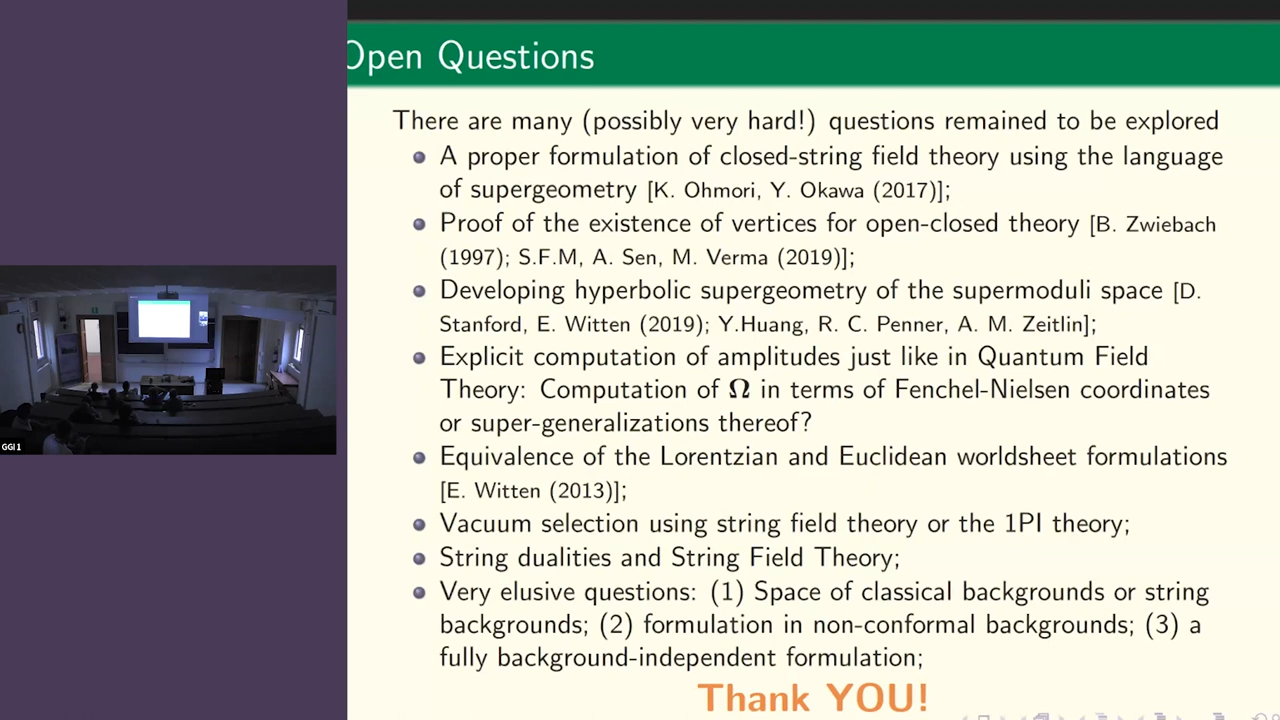 Open Questions
There are many (possibly very hard!) questions remained to be explored
A proper formulation of closed-string field theory using the language
of supergeometry [K. Ohmori, Y. Okawa (2017)];
Proof of the existence of vertices for open-closed theory [B. Zwiebach
(1997); S.F.M, A. Sen, M. Verma (2019)];
Developing hyperbolic supergeometry of the supermoduli space [D.
Stanford, E. Witten (2019); Y.Huang, R. C. Penner, A. M. Zeitlin];
Explicit computation of amplitudes just like in Quantum Field
Theory: Computation of Ω in terms of Fenchel-Nielsen coordinates
or super-generalizations thereof?
Equivalence of the Lorentzian and Euclidean worldsheet formulations
[E. Witten (2013)];
Vacuum selection using string field theory or the 1PI theory;
String dualities and String Field Theory;
Very elusive questions: (1) Space of classical backgrounds or string
backgrounds; (2) formulation in non-conformal backgrounds; (3) a
fully background-independent formulation;
Thank YOU!
GGI 1